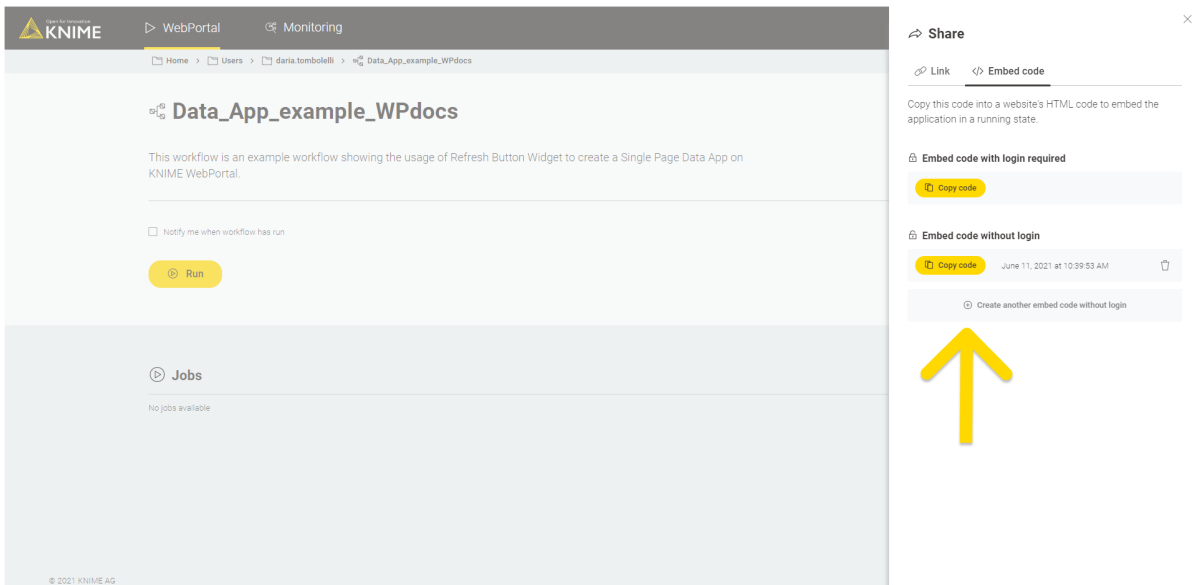 Open for Innovation
KNIME
WebPortal
Monitoring
Home > Users > daria.tombolelli > Data_App_example_WPdocs
Data_App_example_WPdocs
This workflow is an example workflow showing the usage of Refresh Button Widget to create a Single Page Data App on
KNIME WebPortal.
Notify me when workflow has run
Run
Jobs
No jobs available
© 2021 KNIME AG
Share
Link
</> Embed code
Copy this code into a website's HTML code to embed the
application in a running state.
Embed code with login required
Copy code
Embed code without login
Copy code June 11, 2021 at 10:39:53 AM
Create another embed code without login